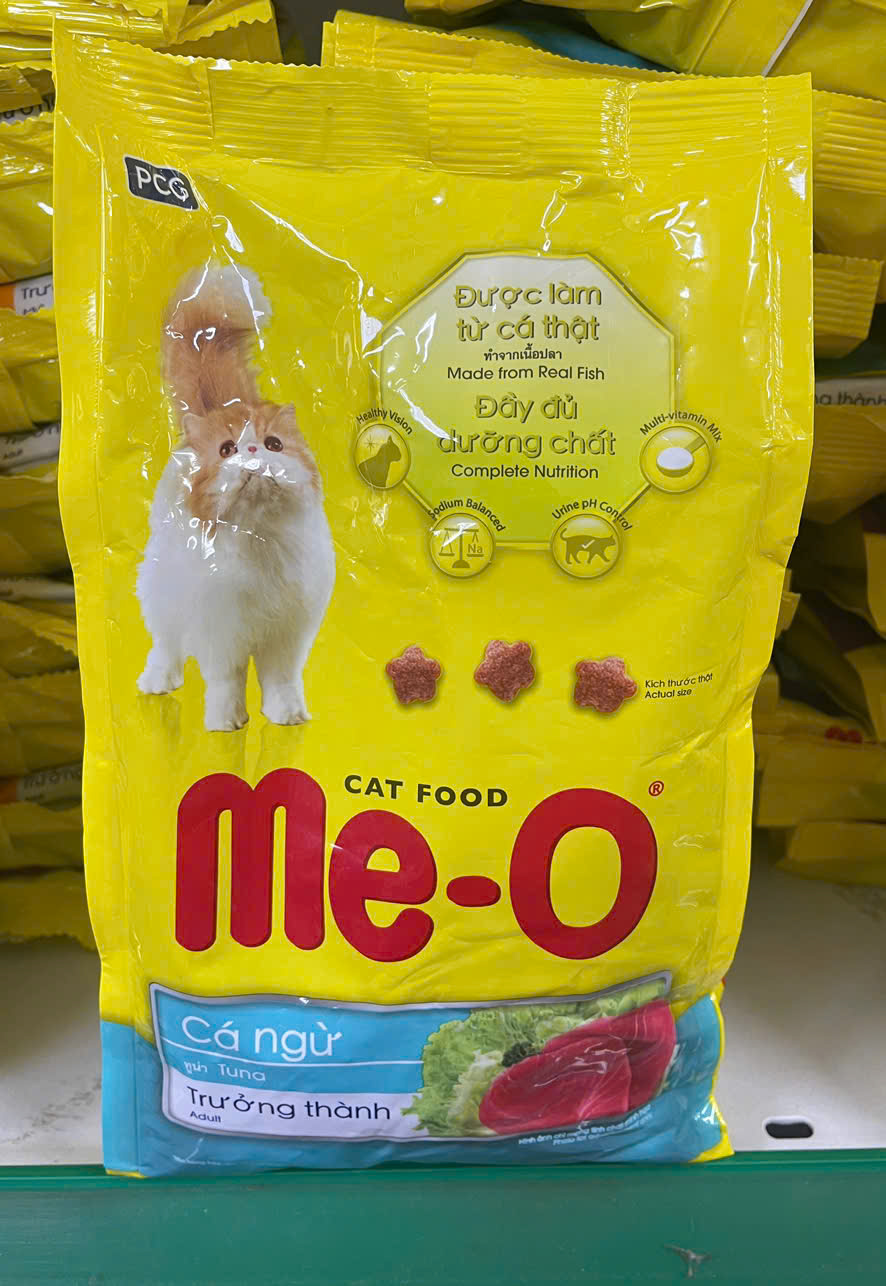 PCG
Được làm
từ cá thật
ทำจากเนื้อปลา
Made from Real Fish
Đầy đủ
dưỡng chất
Complete Nutrition
Healthy Vision
Multi-vitamin Mix
Sodium Balanced
Na
Urine pH Control
Kích thước thật
Actual size
CAT FOOD
Me-O®
Cá ngừ
ทูน่า Tuna
Trưởng thành
Adult